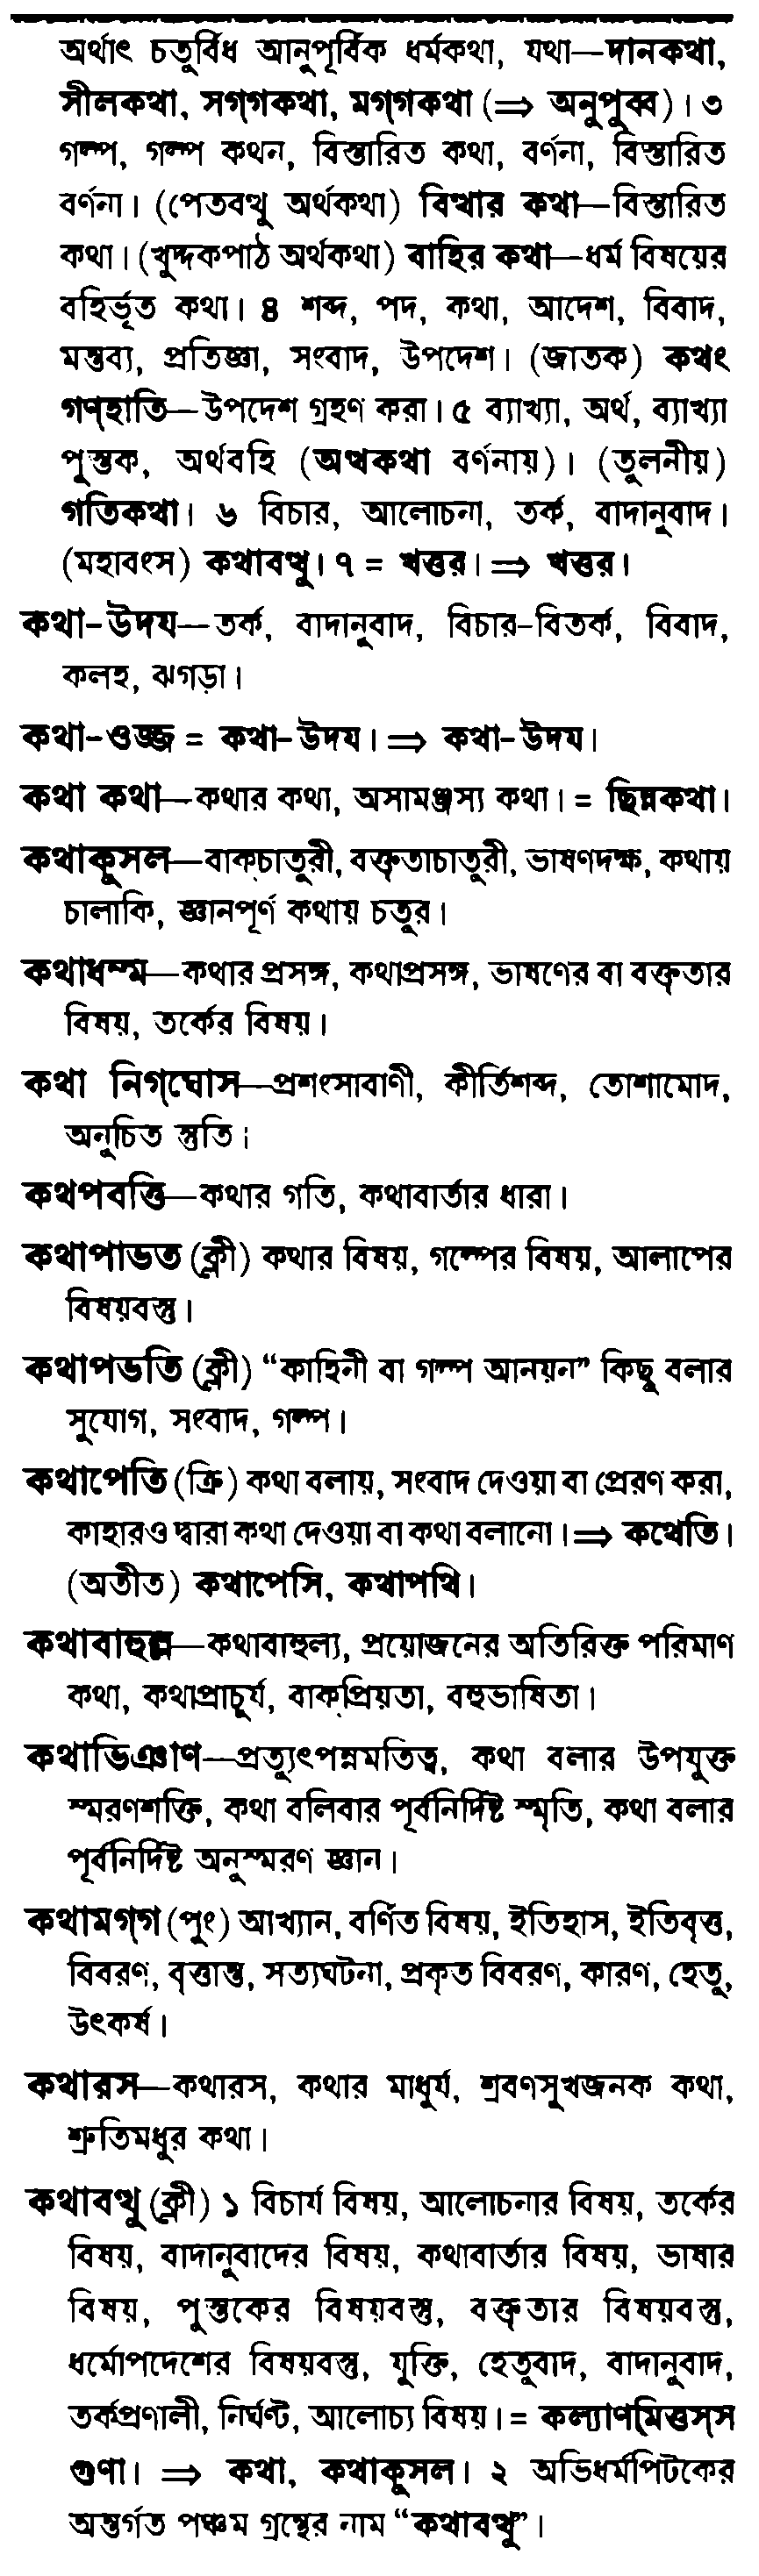 অর্থাৎ চতুর্বিধ আনুপূর্বিক ধর্মকথা, যথা—দানকথা,
সীলকথা, সগ্‌গকথা, মগ্‌গকথা (⇒ অনুপুব্ব)। ৩
গল্প, গল্প কথন, বিস্তারিত কথা, বর্ণনা, বিস্তারিত
বর্ণনা। (পেতবত্থু অর্থকথা) বিত্থার কথা—বিস্তারিত
কথা। (খুদ্দকপাঠ অর্থকথা) বাহির কথা—ধর্ম বিষয়ের
বহির্ভূত কথা। ৪ শব্দ, পদ, কথা, আদেশ, বিবাদ,
মন্তব্য, প্রতিজ্ঞা, সংবাদ, উপদেশ। (জাতক) কথং
গণ্‌হাতি—উপদেশ গ্রহণ করা। ৫ ব্যাখ্যা, অর্থ, ব্যাখ্যা
পুস্তক, অর্থবহি (অত্থকথা বর্ণনায়)। (তুলনীয়)
গতিকথা। ৬ বিচার, আলোচনা, তর্ক, বাদানুবাদ।
(মহাবংস) কথাবত্থু। ৭ = খত্তর। ⇒ খত্তর।
কথা-উদয—তর্ক, বাদানুবাদ, বিচার-বিতর্ক, বিবাদ,
কলহ, ঝগড়া।
কথা-ওজ্জ = কথা-উদয। ⇒ কথা-উদয।
কথা কথা—কথার কথা, অসামঞ্জস্য কথা। = ছিন্নকথা।
কথাকুসল—বাক্‌চাতুরী, বক্তৃতাচাতুরী, ভাষণদক্ষ, কথায়
চালাকি, জ্ঞানপূর্ণ কথায় চতুর।
কথাধম্ম—কথার প্রসঙ্গ, কথাপ্রসঙ্গ, ভাষণের বা বক্তৃতার
বিষয়, তর্কের বিষয়।
কথা নিগ্‌ঘোস—প্রশংসাবাণী, কীর্তিশব্দ, তোশামোদ,
অনুচিত স্তুতি।
কথপবত্তি—কথার গতি, কথাবার্তার ধারা।
কথাপাভত (ক্লী) কথার বিষয়, গল্পের বিষয়, আলাপের
বিষয়বস্তু।
কথাপভতি (ক্লী) “কাহিনী বা গল্প আনয়ন” কিছু বলার
সুযোগ, সংবাদ, গল্প।
কথাপেতি (ক্রি) কথা বলায়, সংবাদ দেওয়া বা প্রেরণ করা,
কাহারও দ্বারা কথা দেওয়া বা কথা বলানো। ⇒ কথেতি।
(অতীত) কথাপেসি, কথাপথি।
কথাবাহুল্ল—কথাবাহুল্য, প্রয়োজনের অতিরিক্ত পরিমাণ
কথা, কথাপ্রাচুর্য, বাক্‌প্রিয়তা, বহুভাষিতা।
কথাভিঞাণ—প্রত্যুৎপন্নমতিত্ব, কথা বলার উপযুক্ত
স্মরণশক্তি, কথা বলিবার পূর্বনির্দিষ্ট স্মৃতি, কথা বলার
পূর্বনির্দিষ্ট অনুস্মরণ জ্ঞান।
কথামগ্‌গ (পুং) আখ্যান, বর্ণিত বিষয়, ইতিহাস, ইতিবৃত্ত,
বিবরণ, বৃত্তান্ত, সত্যঘটনা, প্রকৃত বিবরণ, কারণ, হেতু,
উৎকর্ষ।
কথারস—কথারস, কথার মাধুর্য, শ্রবণসুখজনক কথা,
শ্রুতিমধুর কথা।
কথাবত্থু (ক্লী) ১ বিচার্য বিষয়, আলোচনার বিষয়, তর্কের
বিষয়, বাদানুবাদের বিষয়, কথাবার্তার বিষয়, ভাষার
বিষয়, পুস্তকের বিষয়বস্তু, বক্তৃতার বিষয়বস্তু,
ধর্মোপদেশের বিষয়বস্তু, যুক্তি, হেতুবাদ, বাদানুবাদ,
তর্কপ্রণালী, নির্ঘণ্ট, আলোচ্য বিষয়। = কল্যাণমিত্তস্‌স
গুণা। ⇒ কথা, কথাকুসল। ২ অভিধর্মপিটকের
অন্তর্গত পঞ্চম গ্রন্থের নাম “কথাবত্থু”।